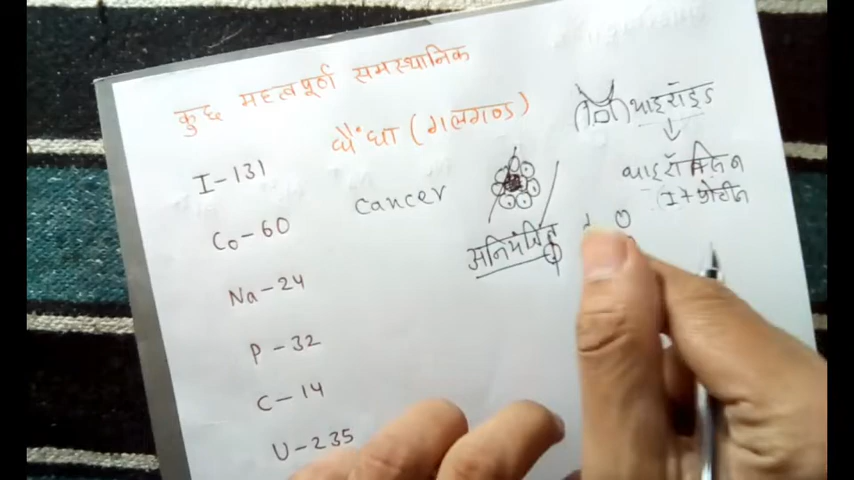 कुछ महत्वपूर्ण समस्थानिक
I-131
घेंघा (गलगण्ड)
थाइरॉइड
थाइरॉक्सिन
I + प्रोटीन
Co-60
cancer
अनियंत्रित
Na-24
P-32
C-14
U-235